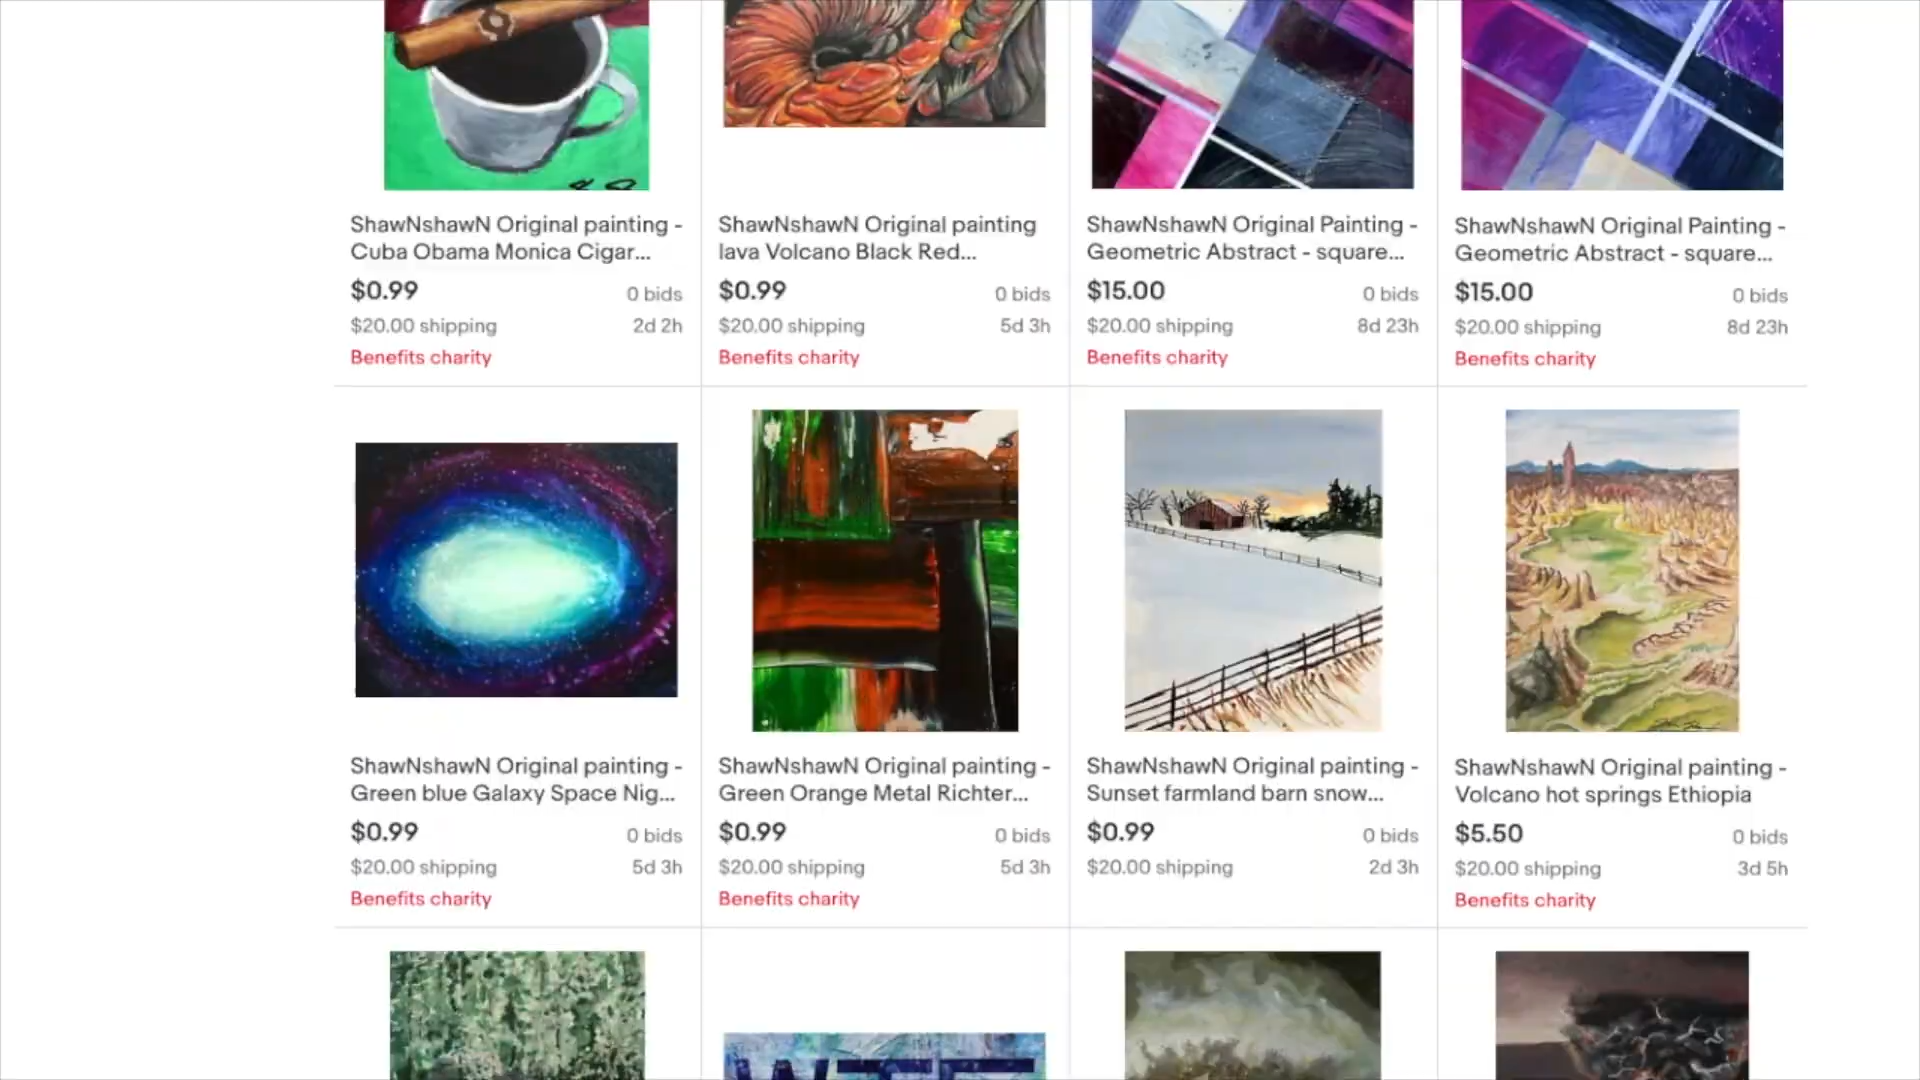 ShawNshawN Original painting -
Cuba Obama Monica Cigar...
$0.99 0 bids
$20.00 shipping 2d 2h
Benefits charity
ShawNshawN Original painting
lava Volcano Black Red...
$0.99 0 bids
$20.00 shipping 5d 3h
Benefits charity
ShawNshawN Original Painting -
Geometric Abstract - square...
$15.00 0 bids
$20.00 shipping 8d 23h
Benefits charity
ShawNshawN Original Painting -
Geometric Abstract - square...
$15.00 0 bids
$20.00 shipping 8d 23h
Benefits charity
ShawNshawN Original painting -
Green blue Galaxy Space Nig...
$0.99 0 bids
$20.00 shipping 5d 3h
Benefits charity
ShawNshawN Original painting -
Green Orange Metal Richter...
$0.99 0 bids
$20.00 shipping 5d 3h
Benefits charity
ShawNshawN Original painting -
Sunset farmland barn snow...
$0.99 0 bids
$20.00 shipping 2d 3h
ShawNshawN Original painting -
Volcano hot springs Ethiopia
$5.50 0 bids
$20.00 shipping 3d 5h
Benefits charity